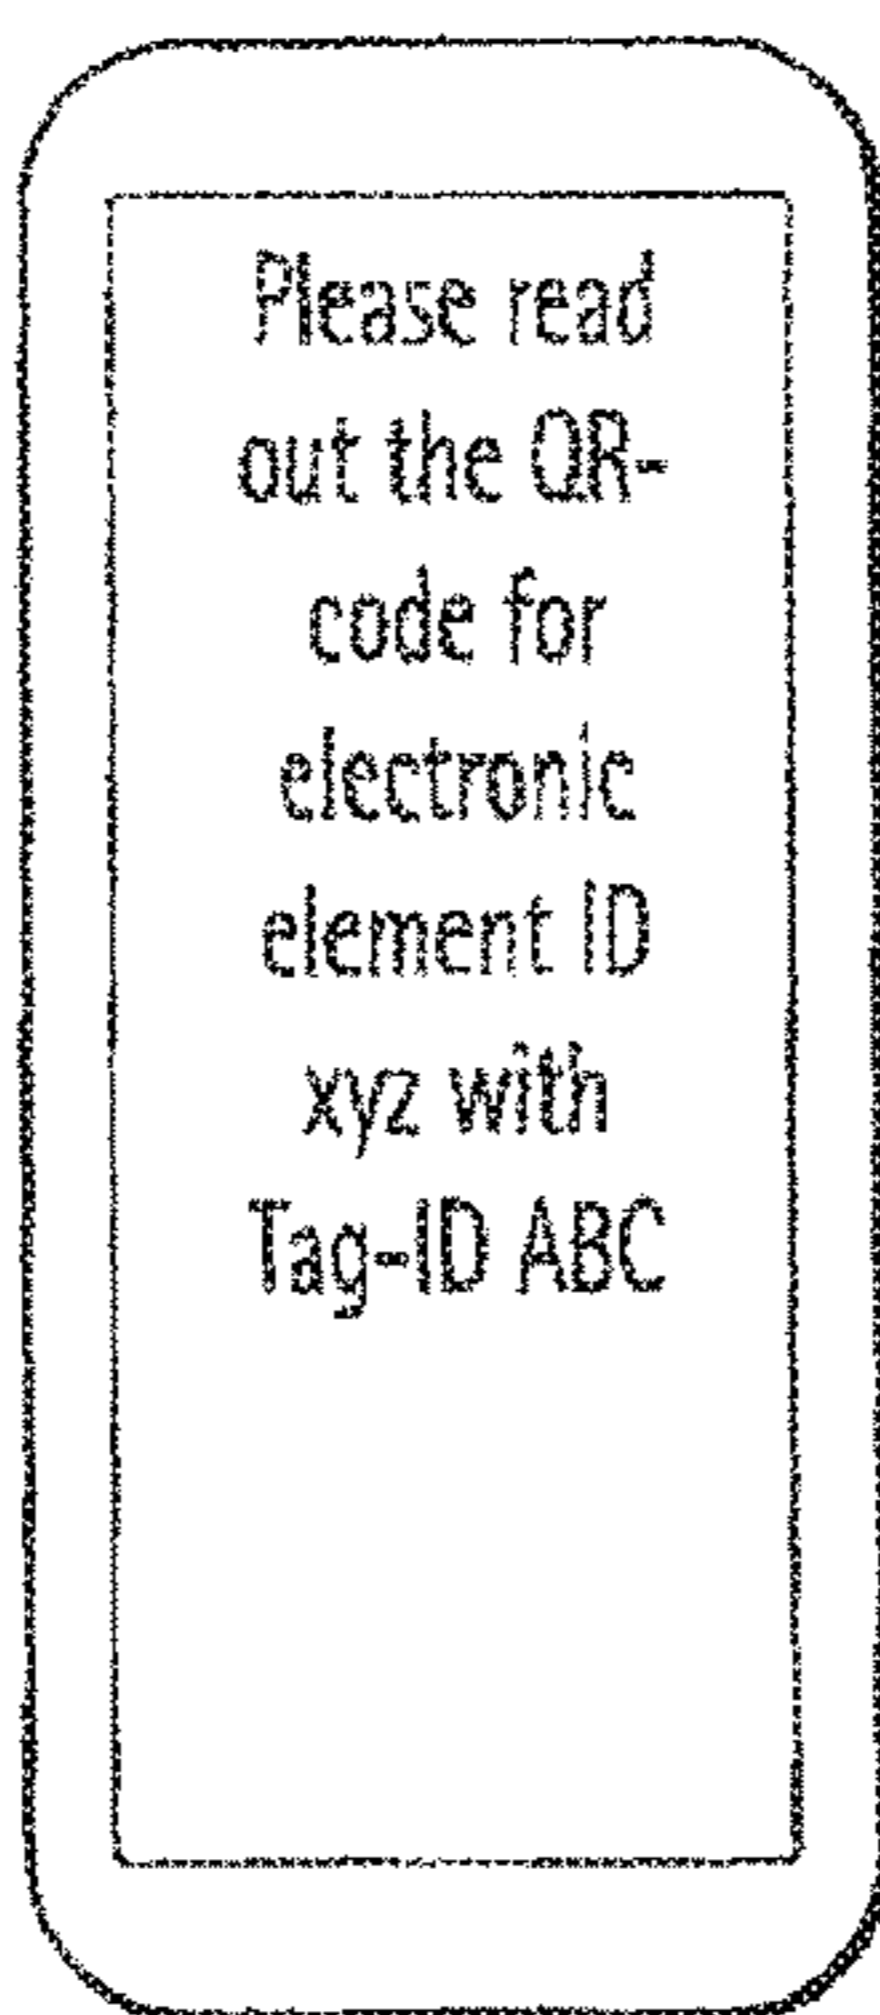 Please read
out the QR-
code for
electronic
element ID
xyz with
Tag-ID ABC